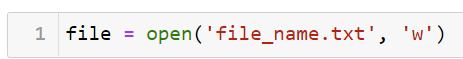 1 file = open('file_name.txt', 'w')